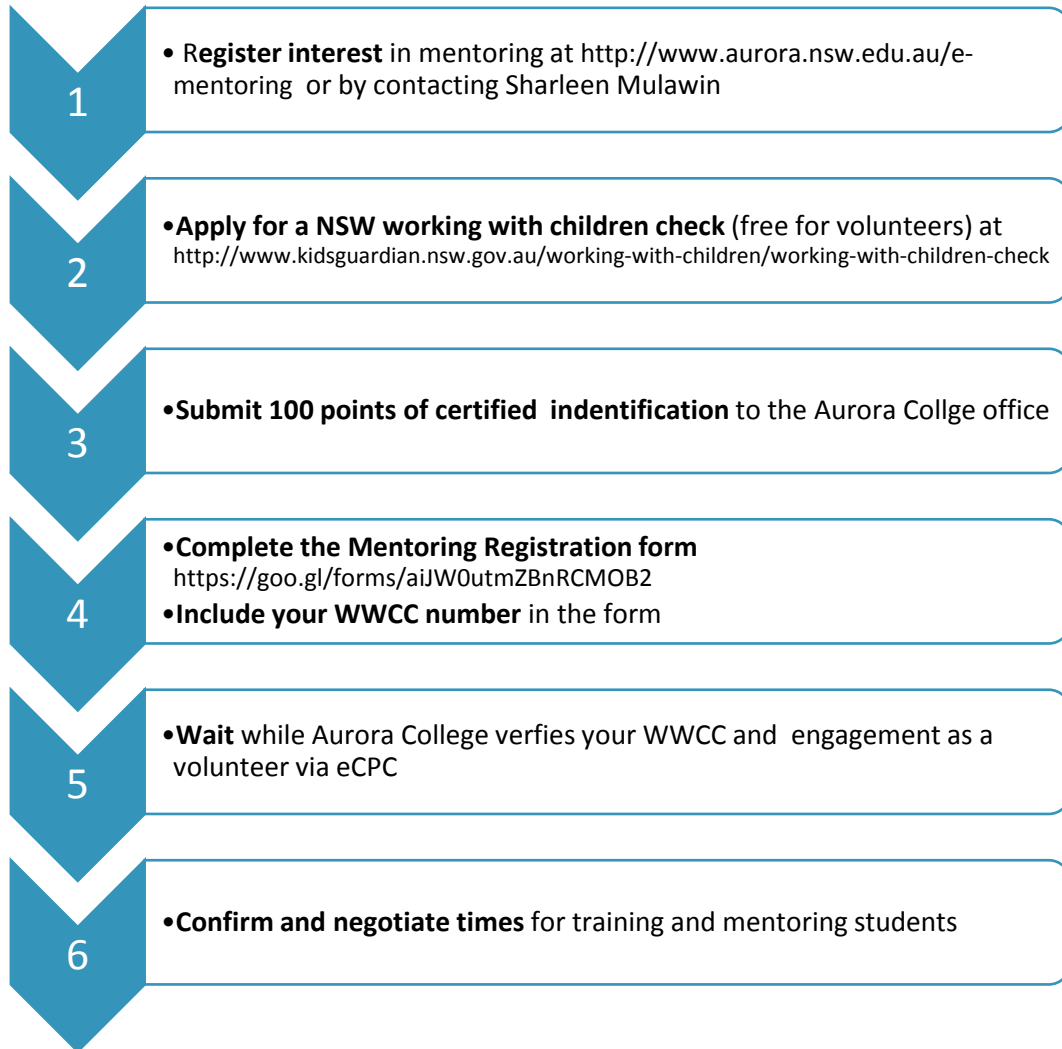 1
• Register interest in mentoring at http://www.aurora.nsw.edu.au/e-
mentoring or by contacting Sharleen Mulawin
2
•Apply for a NSW working with children check (free for volunteers) at
http://www.kidsguardian.nsw.gov.au/working-with-children/working-with-children-check
3
•Submit 100 points of certified indentification to the Aurora Collge office
4
•Complete the Mentoring Registration form
https://goo.gl/forms/aiJW0utmZBnRCMOB2
•Include your WWCC number in the form
5
•Wait while Aurora College verfies your WWCC and engagement as a
volunteer via eCPC
6
•Confirm and negotiate times for training and mentoring students